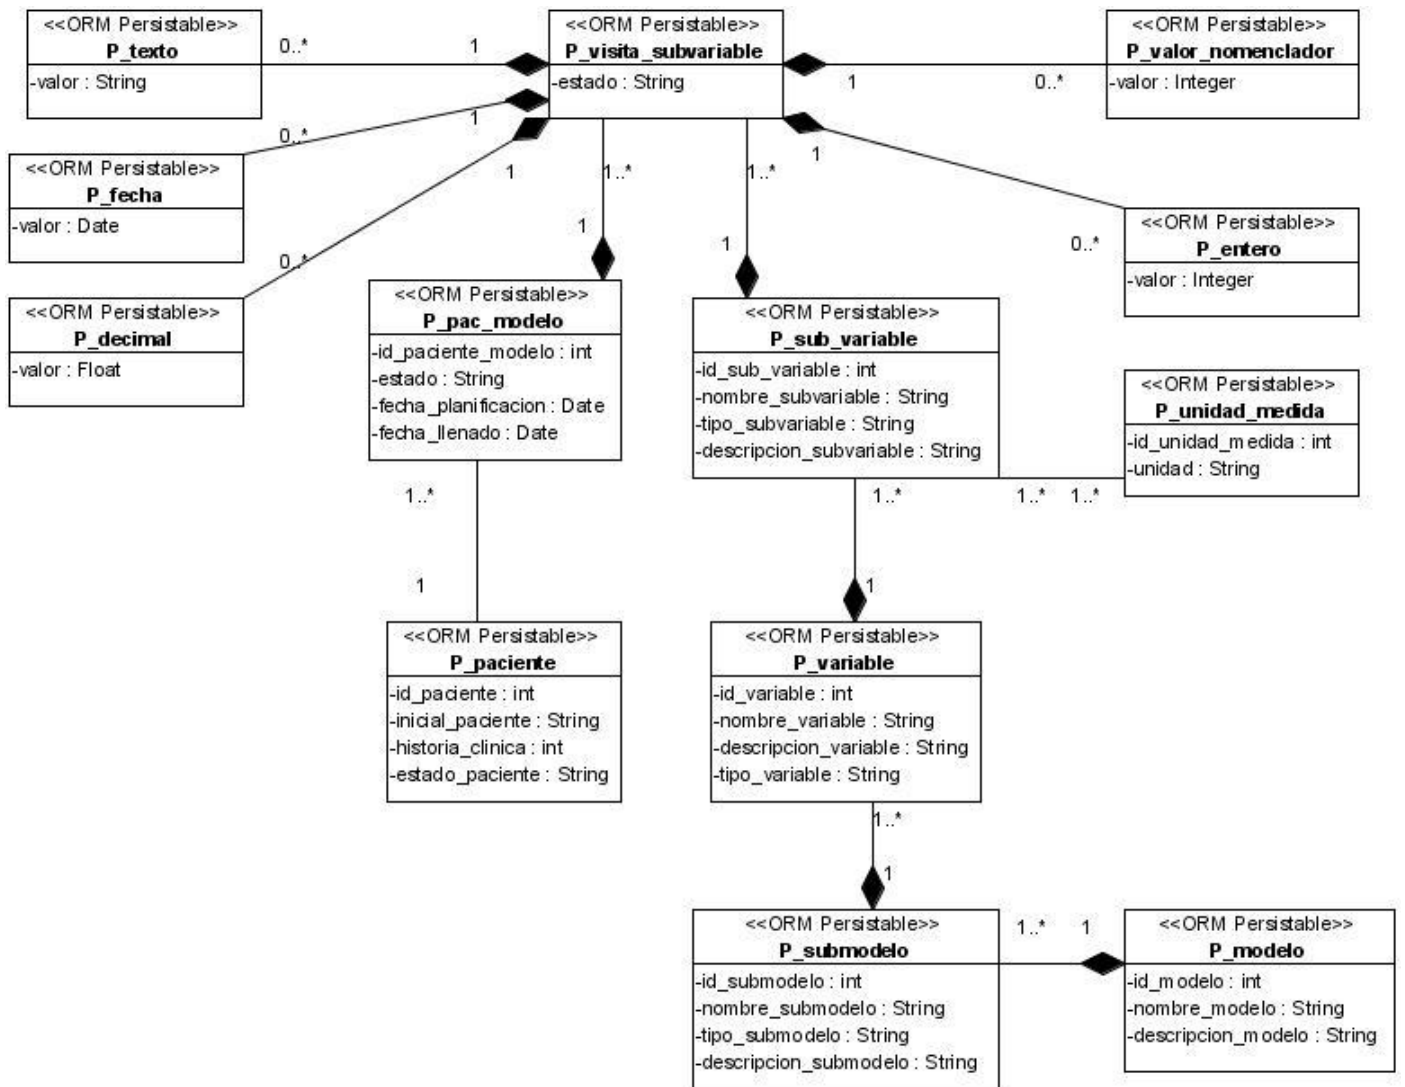 <<ORM Persistable>>
P_texto
-valor : String
0..*
1
<<ORM Persistable>>
P_visita_subvariable
-estado : String
1
0..*
<<ORM Persistable>>
P_valor_nomenclador
-valor : Integer
0..*
1
<<ORM Persistable>>
P_fecha
-valor : Date
1
1..*
1..*
1
0..*
<<ORM Persistable>>
P_entero
-valor : Integer
0..*
1
1
<<ORM Persistable>>
P_decimal
-valor : Float
<<ORM Persistable>>
P_pac_modelo
-id_paciente_modelo : int
-estado : String
-fecha_planificacion : Date
-fecha_llenado : Date
<<ORM Persistable>>
P_sub_variable
-id_sub_variable : int
-nombre_subvariable : String
-tipo_subvariable : String
-descripcion_subvariable : String
<<ORM Persistable>>
P_unidad_medida
-id_unidad_medida : int
-unidad : String
1..*
1..*
1..*
1..*
1
1
<<ORM Persistable>>
P_paciente
-id_paciente : int
-inicial_paciente : String
-historia_clinica : int
-estado_paciente : String
<<ORM Persistable>>
P_variable
-id_variable : int
-nombre_variable : String
-descripcion_variable : String
-tipo_variable : String
1..*
1
<<ORM Persistable>>
P_submodelo
-id_submodelo : int
-nombre_submodelo : String
-tipo_submodelo : String
-descripcion_submodelo : String
1..*
1
<<ORM Persistable>>
P_modelo
-id_modelo : int
-nombre_modelo : String
-descripcion_modelo : String